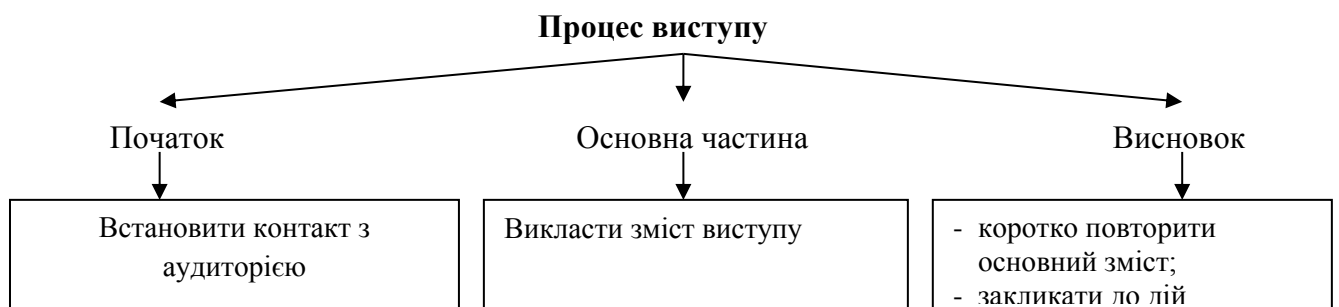 Процес виступу
Початок
Основна частина
Висновок
Встановити контакт з
аудиторією
Викласти зміст виступу
- коротко повторити
основний зміст;
- закликати до дій